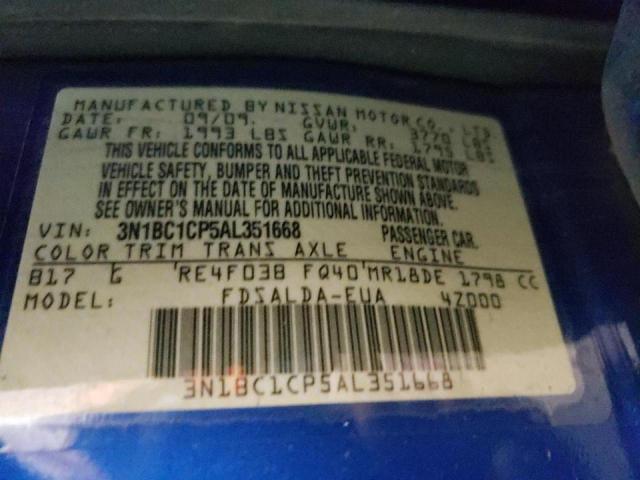 MANUFACTURED BY NISSAN MOTOR CO., LTD
DATE: 09/09. GVWR: 3770 LBS
GAWR FR: 1993 LBS GAWR RR: 1793 LBS
THIS VEHICLE CONFORMS TO ALL APPLICABLE FEDERAL MOTOR
VEHICLE SAFETY, BUMPER AND THEFT PREVENTION STANDARDS
IN EFFECT ON THE DATE OF MANUFACTURE SHOWN ABOVE.
SEE OWNER'S MANUAL FOR ADDITIONAL INFORMATION.
VIN: 3N1BC1CP5AL351668 PASSENGER CAR.
COLOR TRIM TRANS AXLE ENGINE
B17 G RE4F03B FQ40 MR18DE 1798 CC
MODEL: FDSALDA-EUA 4Z000
3N1BC1CP5AL351668